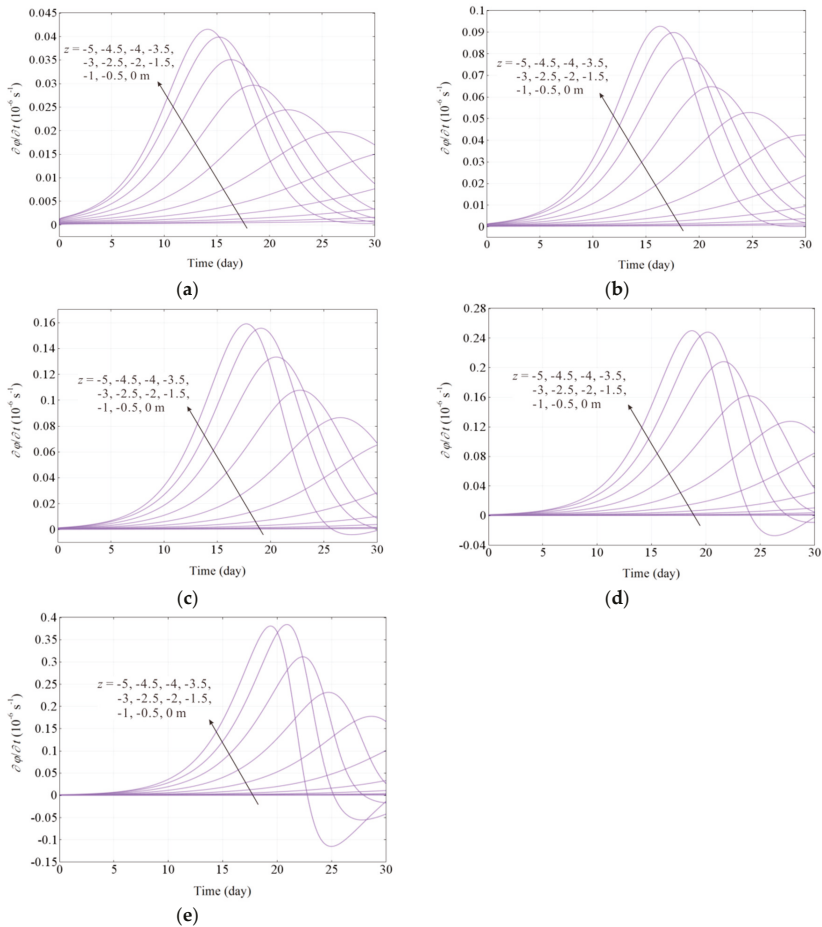 0.045
0.04
0.035
0.03
0.025
0.02
0.015
0.01
0.005
0
∂φ/∂t (10⁻⁶ s⁻¹)
z = -5, -4.5, -4, -3.5,
-3, -2.5, -2, -1.5,
-1, -0.5, 0 m
0 5 10 15 20 25 30
Time (day)
(a)
0.1
0.09
0.08
0.07
0.06
0.05
0.04
0.03
0.02
0.01
0
∂φ/∂t (10⁻⁶ s⁻¹)
z = -5, -4.5, -4, -3.5,
-3, -2.5, -2, -1.5,
-1, -0.5, 0 m
0 5 10 15 20 25 30
Time (day)
(b)
0.16
0.14
0.12
0.1
0.08
0.06
0.04
0.02
0
∂φ/∂t (10⁻⁶ s⁻¹)
z = -5, -4.5, -4, -3.5,
-3, -2.5, -2, -1.5,
-1, -0.5, 0 m
0 5 10 15 20 25 30
Time (day)
(c)
0.28
0.24
0.2
0.16
0.12
0.08
0.04
0
-0.04
∂φ/∂t (10⁻⁶ s⁻¹)
z = -5, -4.5, -4, -3.5,
-3, -2.5, -2, -1.5,
-1, -0.5, 0 m
0 5 10 15 20 25 30
Time (day)
(d)
0.4
0.35
0.3
0.25
0.2
0.15
0.1
0.05
0
-0.05
-0.1
-0.15
∂φ/∂t (10⁻⁶ s⁻¹)
z = -5, -4.5, -4, -3.5,
-3, -2.5, -2, -1.5,
-1, -0.5, 0 m
0 5 10 15 20 25 30
Time (day)
(e)